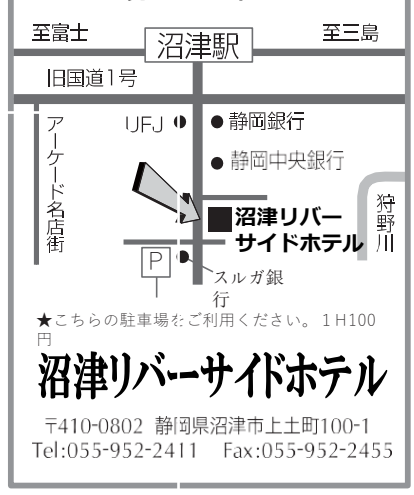 至富士
沼津駅
至三島
旧国道1号
UFJ
静岡銀行
静岡中央銀行
アーケード名店街
狩野川
沼津リバー
サイドホテル
P
スルガ銀
行
★こちらの駐車場をご利用ください。1H100
円
沼津リバーサイドホテル
〒410-0802 静岡県沼津市上土町100-1
Tel:055-952-2411 Fax:055-952-2455